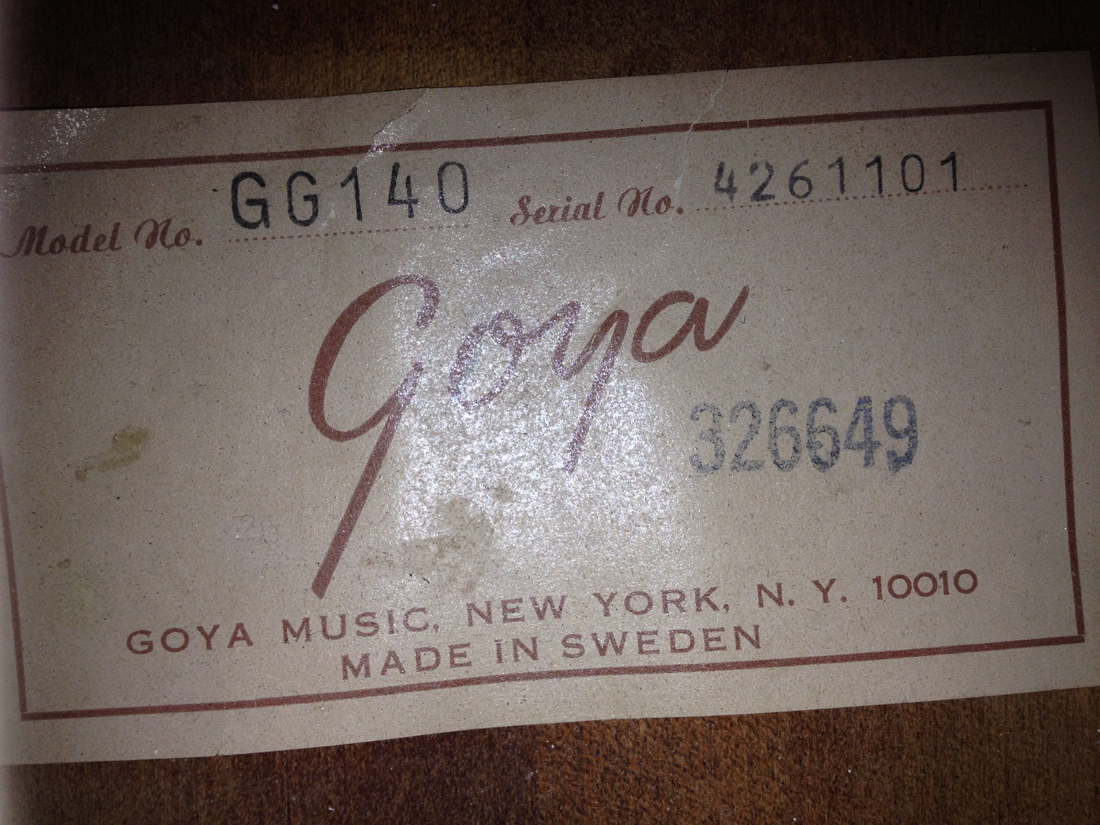 Model No. GG140 Serial No. 4261101
Goya
326649
GOYA MUSIC, NEW YORK, N. Y. 10010
MADE IN SWEDEN